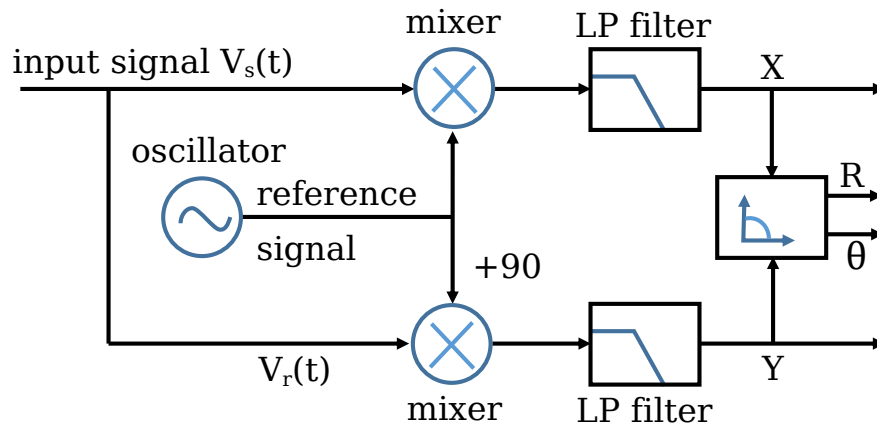 mixer
LP filter
input signal Vs(t)
X
oscillator
reference
signal
R
θ
+90
Vr(t)
mixer
LP filter
Y